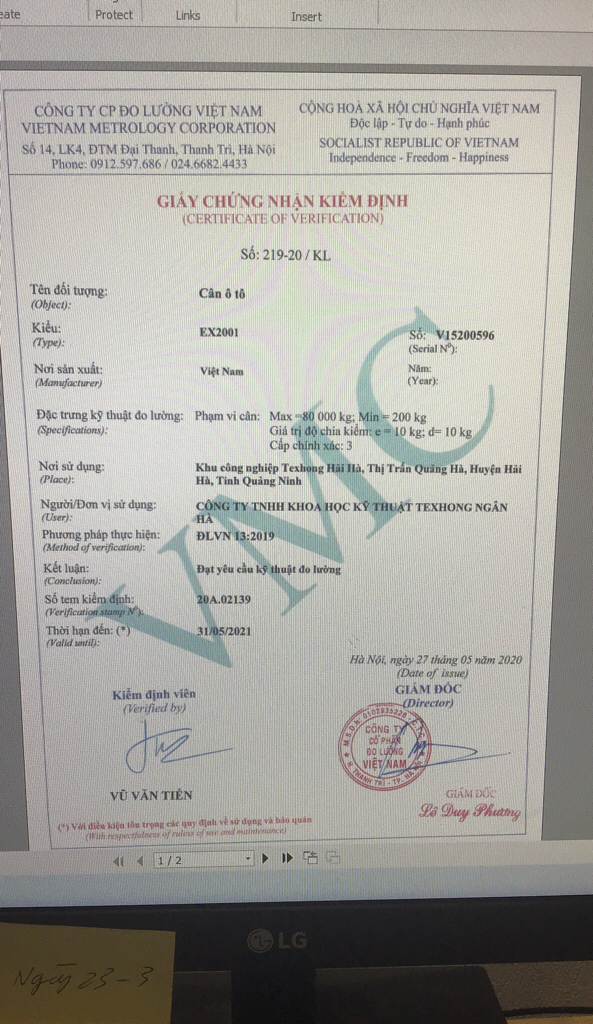 eate
Protect
Links
Insert
CÔNG TY CP ĐO LƯỜNG VIỆT NAM
VIETNAM METROLOGY CORPORATION
Số 14, LK4, ĐTM Đại Thanh, Thanh Trì, Hà Nội
Phone: 0912.597.686 / 024.6682.4433
CỘNG HOÀ XÃ HỘI CHỦ NGHĨA VIỆT NAM
Độc lập - Tự do - Hạnh phúc
SOCIALIST REPUBLIC OF VIETNAM
Independence - Freedom - Happiness
GIẤY CHỨNG NHẬN KIỂM ĐỊNH
(CERTIFICATE OF VERIFICATION)
Số: 219-20 / KL
Tên đối tượng: Cân ô tô
(Object):
Kiểu: EX2001 Số: V15200596
(Type): (Serial Nº):
Nơi sản xuất: Việt Nam Năm:
(Manufacturer) (Year):
Đặc trưng kỹ thuật đo lường: Phạm vi cân: Max =80 000 kg; Min = 200 kg
(Specifications): Giá trị độ chia kiểm: e = 10 kg; d= 10 kg
Cấp chính xác: 3
Nơi sử dụng: Khu công nghiệp Texhong Hải Hà, Thị Trấn Quảng Hà, Huyện Hải
(Place): Hà, Tỉnh Quảng Ninh
Người/Đơn vị sử dụng: CÔNG TY TNHH KHOA HỌC KỸ THUẬT TEXHONG NGÂN
(User): HÀ
Phương pháp thực hiện: ĐLVN 13:2019
(Method of verification):
Kết luận: Đạt yêu cầu kỹ thuật đo lường
(Conclusion):
Số tem kiểm định: 20A.02139
(Verification stamp Nº):
Thời hạn đến: (*) 31/05/2021
(Valid until):
VMC
Hà Nội, ngày 27 tháng 05 năm 2020
(Date of issue)
Kiểm định viên
(Verified by)
GIÁM ĐỐC
(Director)
M.S.D.N: 0102935228 - C.T.C.P
CÔNG TY
CỔ PHẦN
ĐO LƯỜNG
VIỆT NAM
H. THANH TRÌ - TP. HÀ
VŨ VĂN TIẾN
GIÁM ĐỐC
Lê Duy Phương
(*) Với điều kiện tôn trọng các quy định về sử dụng và bảo quản
(With respectfulness of ruless of use and maintenance)
1 / 2
LG
Ngày 23-3